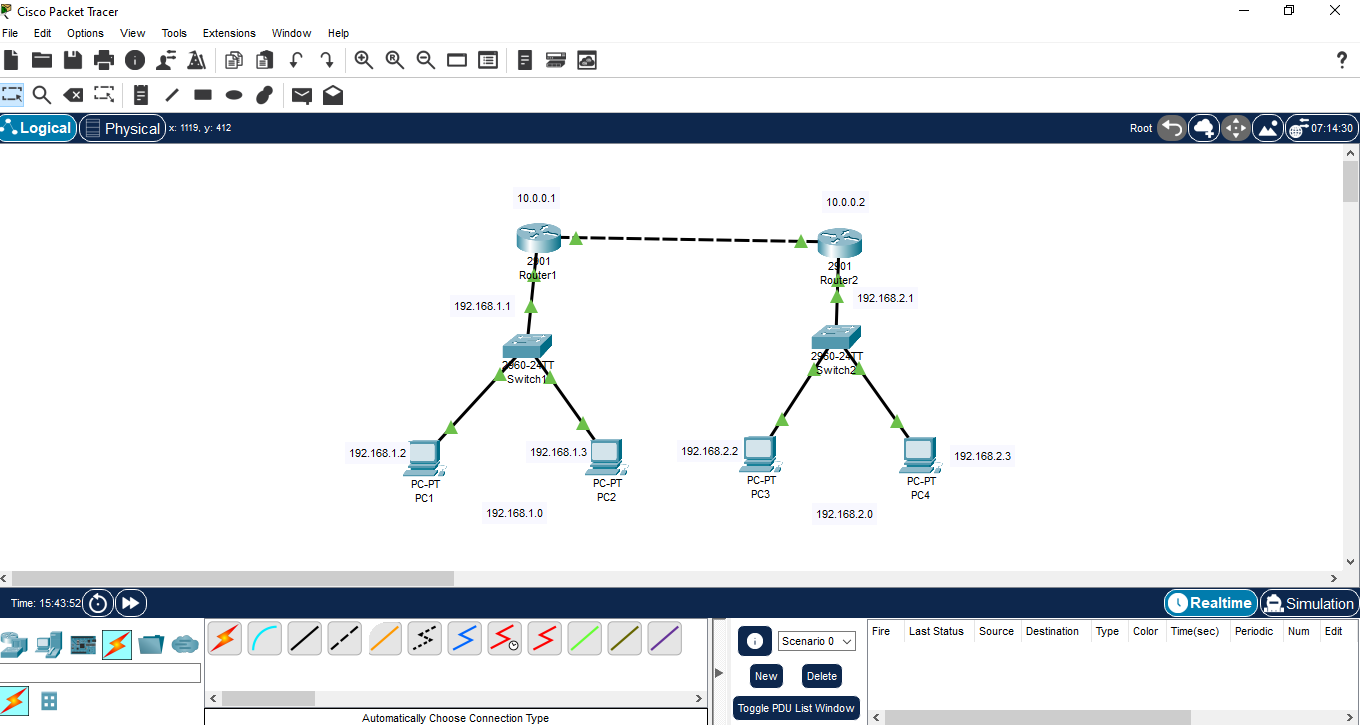 Cisco Packet Tracer
File Edit Options View Tools Extensions Window Help
Logical Physical x: 1119, y: 412 Root 07:14:30
10.0.0.1
10.0.0.2
2901
Router1
2901
Router2
192.168.1.1
192.168.2.1
2960-24TT
Switch1
2960-24TT
Switch2
192.168.1.2
192.168.1.3
192.168.2.2
192.168.2.3
PC-PT
PC1
PC-PT
PC2
PC-PT
PC3
PC-PT
PC4
192.168.1.0
192.168.2.0
Time: 15:43:52 Realtime Simulation
Scenario 0
New Delete
Toggle PDU List Window
Fire Last Status Source Destination Type Color Time(sec) Periodic Num Edit
Automatically Choose Connection Type